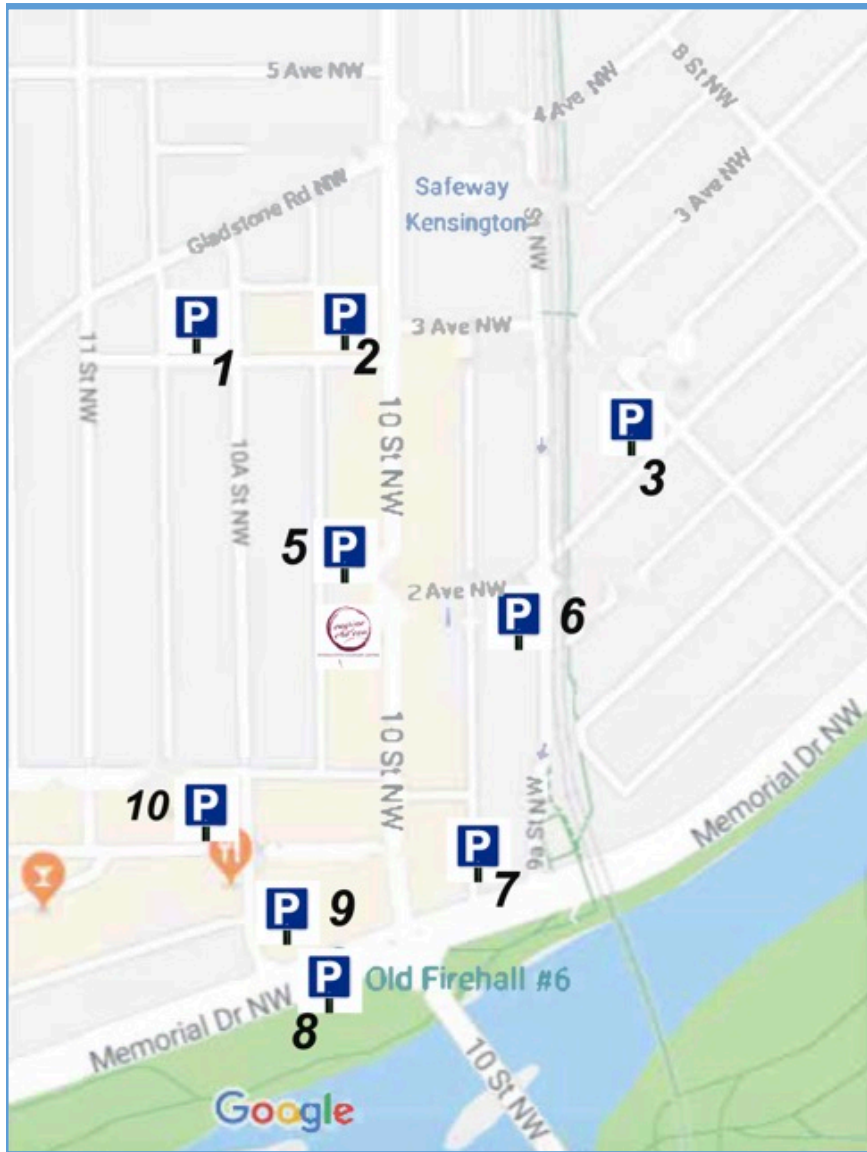 5 Ave NW
4 Ave NW
8 St NW
3 Ave NW
Gladstone Rd NW
Safeway
Kensington
St NW
P
1
P
2
3 Ave NW
11 St NW
10 St NW
P
3
10A St NW
5
P
2 Ave NW
P
6
10 St NW
Memorial Dr NW
10
P
9a St NW
P
7
P
9
P
8
Old Firehall #6
Memorial Dr NW
10 St NW
Google